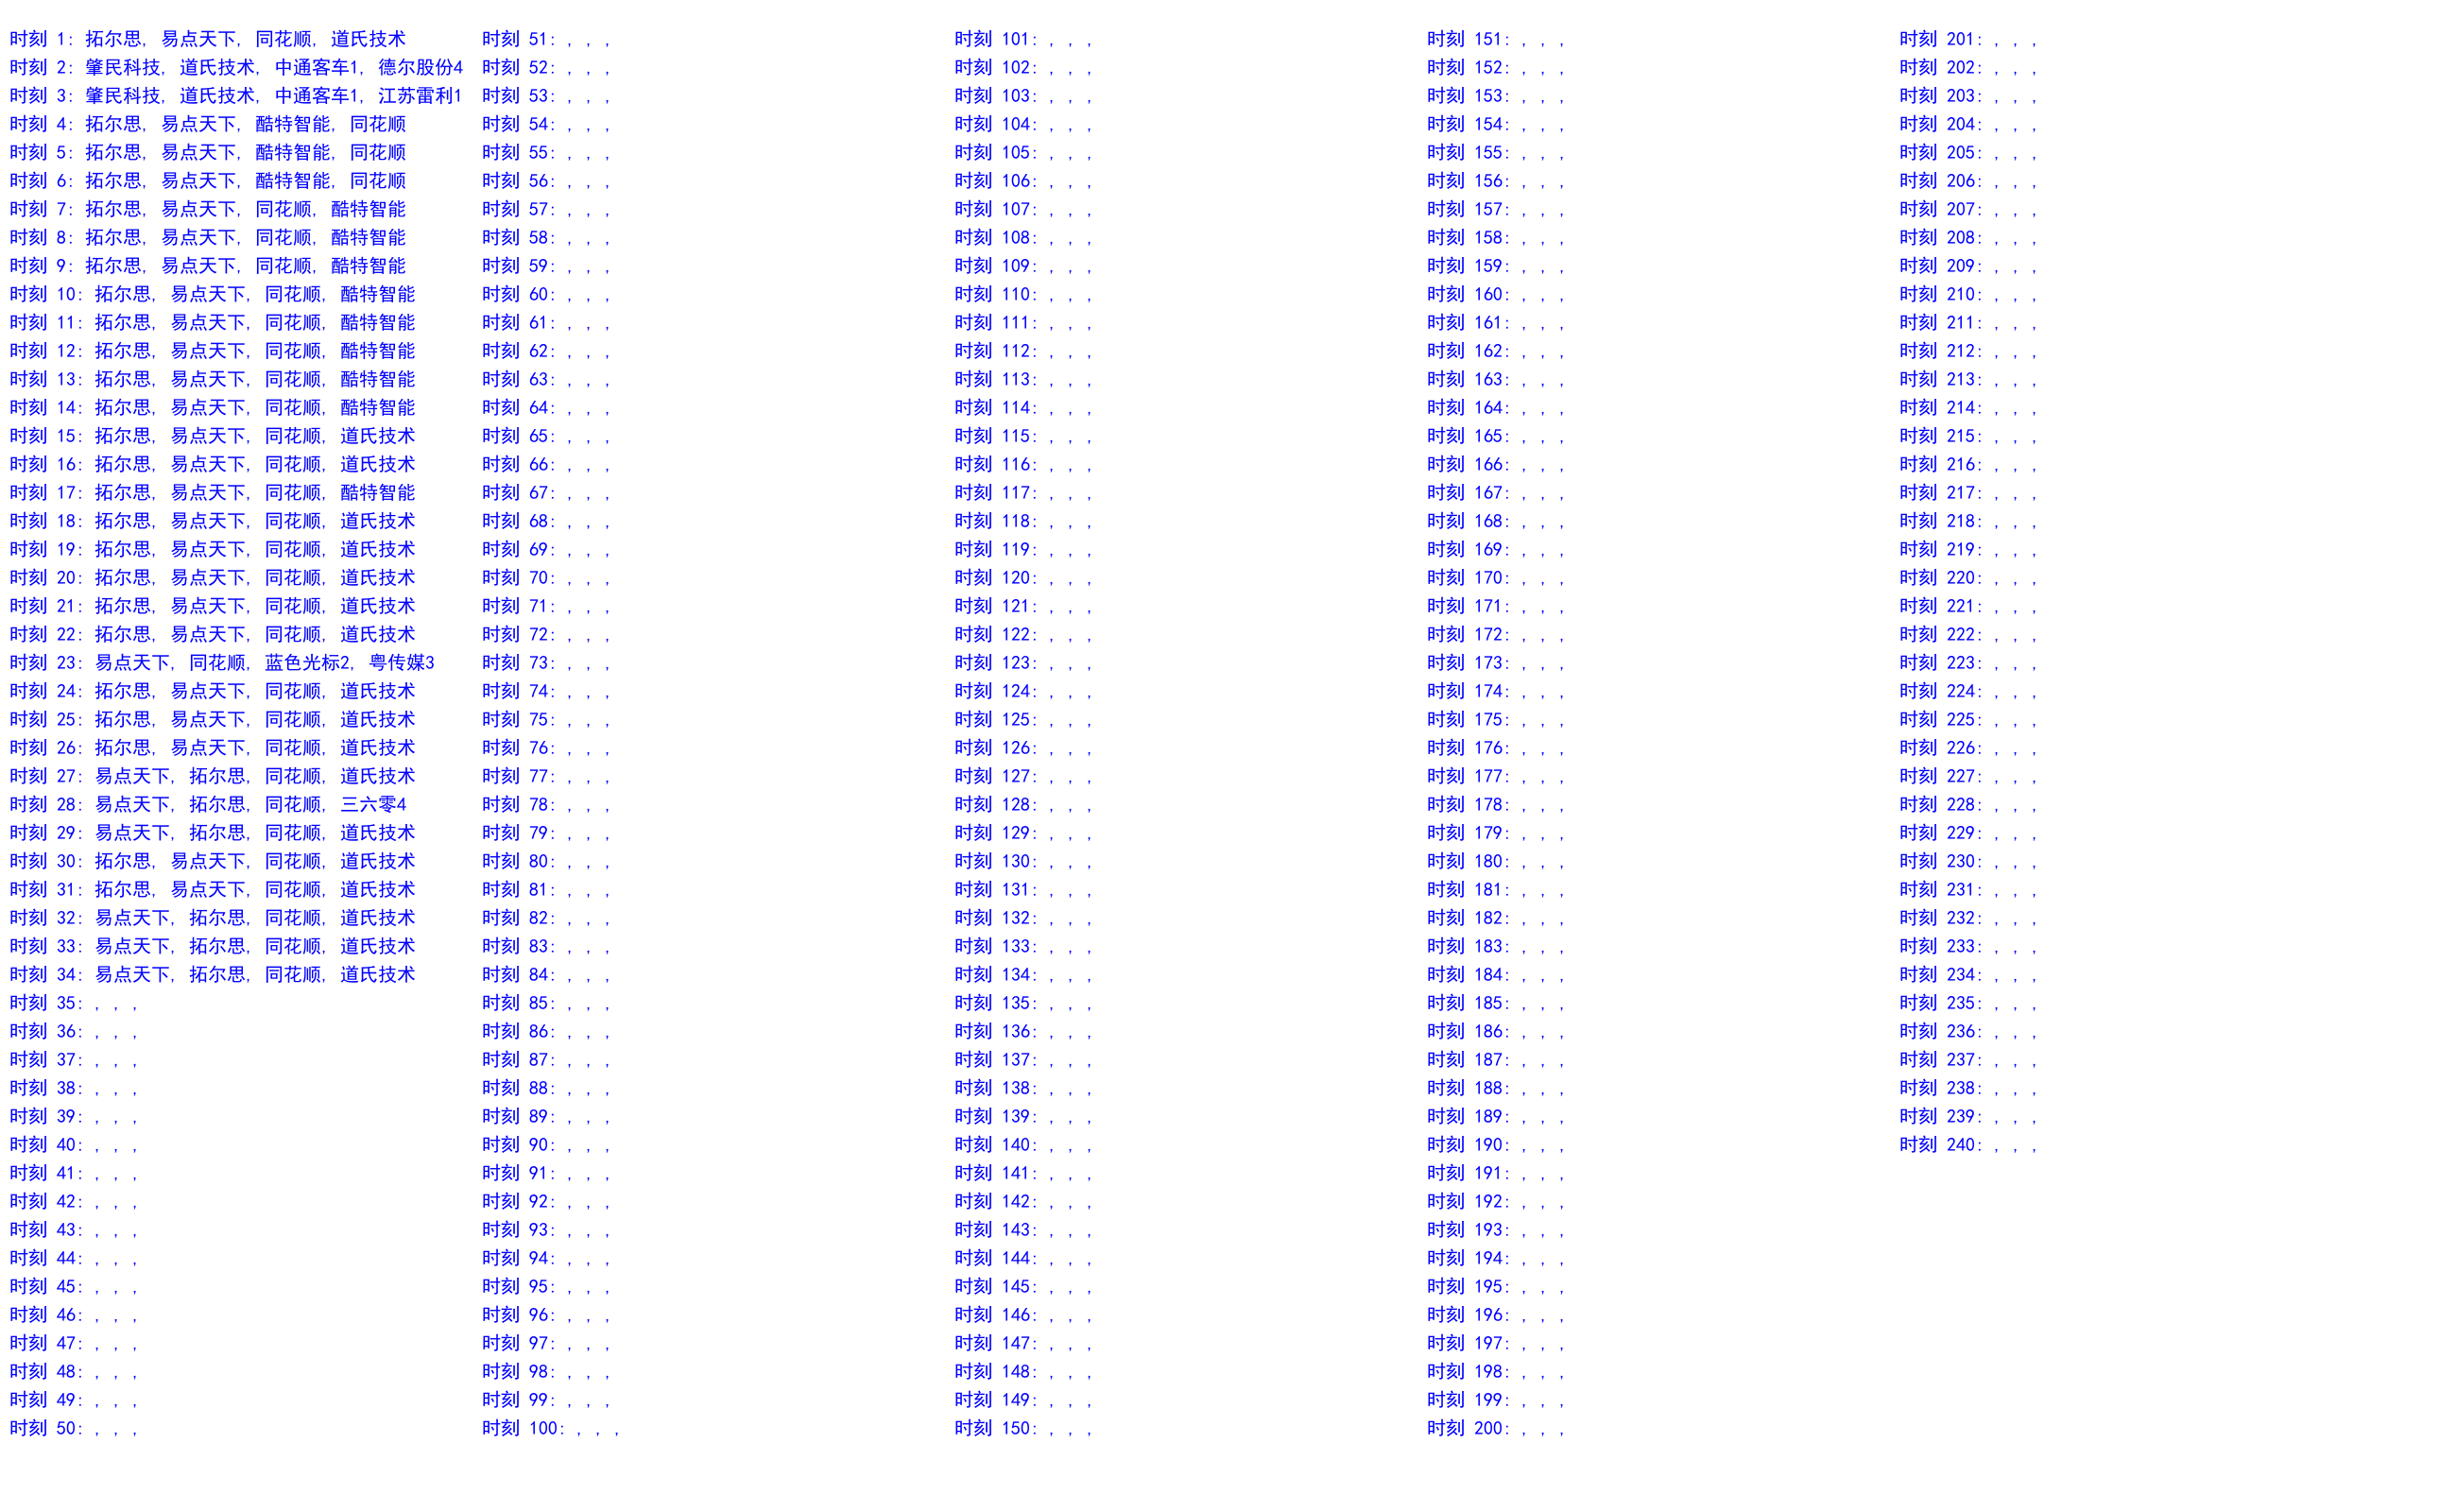 时刻 1: 拓尔思, 易点天下, 同花顺, 道氏技术
时刻 2: 肇民科技, 道氏技术, 中通客车1, 德尔股份4
时刻 3: 肇民科技, 道氏技术, 中通客车1, 江苏雷利1
时刻 4: 拓尔思, 易点天下, 酷特智能, 同花顺
时刻 5: 拓尔思, 易点天下, 酷特智能, 同花顺
时刻 6: 拓尔思, 易点天下, 酷特智能, 同花顺
时刻 7: 拓尔思, 易点天下, 同花顺, 酷特智能
时刻 8: 拓尔思, 易点天下, 同花顺, 酷特智能
时刻 9: 拓尔思, 易点天下, 同花顺, 酷特智能
时刻 10: 拓尔思, 易点天下, 同花顺, 酷特智能
时刻 11: 拓尔思, 易点天下, 同花顺, 酷特智能
时刻 12: 拓尔思, 易点天下, 同花顺, 酷特智能
时刻 13: 拓尔思, 易点天下, 同花顺, 酷特智能
时刻 14: 拓尔思, 易点天下, 同花顺, 酷特智能
时刻 15: 拓尔思, 易点天下, 同花顺, 道氏技术
时刻 16: 拓尔思, 易点天下, 同花顺, 道氏技术
时刻 17: 拓尔思, 易点天下, 同花顺, 酷特智能
时刻 18: 拓尔思, 易点天下, 同花顺, 道氏技术
时刻 19: 拓尔思, 易点天下, 同花顺, 道氏技术
时刻 20: 拓尔思, 易点天下, 同花顺, 道氏技术
时刻 21: 拓尔思, 易点天下, 同花顺, 道氏技术
时刻 22: 拓尔思, 易点天下, 同花顺, 道氏技术
时刻 23: 易点天下, 同花顺, 蓝色光标2, 粤传媒3
时刻 24: 拓尔思, 易点天下, 同花顺, 道氏技术
时刻 25: 拓尔思, 易点天下, 同花顺, 道氏技术
时刻 26: 拓尔思, 易点天下, 同花顺, 道氏技术
时刻 27: 易点天下, 拓尔思, 同花顺, 道氏技术
时刻 28: 易点天下, 拓尔思, 同花顺, 三六零4
时刻 29: 易点天下, 拓尔思, 同花顺, 道氏技术
时刻 30: 拓尔思, 易点天下, 同花顺, 道氏技术
时刻 31: 拓尔思, 易点天下, 同花顺, 道氏技术
时刻 32: 易点天下, 拓尔思, 同花顺, 道氏技术
时刻 33: 易点天下, 拓尔思, 同花顺, 道氏技术
时刻 34: 易点天下, 拓尔思, 同花顺, 道氏技术
时刻 35: , , ,
时刻 36: , , ,
时刻 37: , , ,
时刻 38: , , ,
时刻 39: , , ,
时刻 40: , , ,
时刻 41: , , ,
时刻 42: , , ,
时刻 43: , , ,
时刻 44: , , ,
时刻 45: , , ,
时刻 46: , , ,
时刻 47: , , ,
时刻 48: , , ,
时刻 49: , , ,
时刻 50: , , ,
时刻 51: , , ,
时刻 52: , , ,
时刻 53: , , ,
时刻 54: , , ,
时刻 55: , , ,
时刻 56: , , ,
时刻 57: , , ,
时刻 58: , , ,
时刻 59: , , ,
时刻 60: , , ,
时刻 61: , , ,
时刻 62: , , ,
时刻 63: , , ,
时刻 64: , , ,
时刻 65: , , ,
时刻 66: , , ,
时刻 67: , , ,
时刻 68: , , ,
时刻 69: , , ,
时刻 70: , , ,
时刻 71: , , ,
时刻 72: , , ,
时刻 73: , , ,
时刻 74: , , ,
时刻 75: , , ,
时刻 76: , , ,
时刻 77: , , ,
时刻 78: , , ,
时刻 79: , , ,
时刻 80: , , ,
时刻 81: , , ,
时刻 82: , , ,
时刻 83: , , ,
时刻 84: , , ,
时刻 85: , , ,
时刻 86: , , ,
时刻 87: , , ,
时刻 88: , , ,
时刻 89: , , ,
时刻 90: , , ,
时刻 91: , , ,
时刻 92: , , ,
时刻 93: , , ,
时刻 94: , , ,
时刻 95: , , ,
时刻 96: , , ,
时刻 97: , , ,
时刻 98: , , ,
时刻 99: , , ,
时刻 100: , , ,
时刻 101: , , ,
时刻 102: , , ,
时刻 103: , , ,
时刻 104: , , ,
时刻 105: , , ,
时刻 106: , , ,
时刻 107: , , ,
时刻 108: , , ,
时刻 109: , , ,
时刻 110: , , ,
时刻 111: , , ,
时刻 112: , , ,
时刻 113: , , ,
时刻 114: , , ,
时刻 115: , , ,
时刻 116: , , ,
时刻 117: , , ,
时刻 118: , , ,
时刻 119: , , ,
时刻 120: , , ,
时刻 121: , , ,
时刻 122: , , ,
时刻 123: , , ,
时刻 124: , , ,
时刻 125: , , ,
时刻 126: , , ,
时刻 127: , , ,
时刻 128: , , ,
时刻 129: , , ,
时刻 130: , , ,
时刻 131: , , ,
时刻 132: , , ,
时刻 133: , , ,
时刻 134: , , ,
时刻 135: , , ,
时刻 136: , , ,
时刻 137: , , ,
时刻 138: , , ,
时刻 139: , , ,
时刻 140: , , ,
时刻 141: , , ,
时刻 142: , , ,
时刻 143: , , ,
时刻 144: , , ,
时刻 145: , , ,
时刻 146: , , ,
时刻 147: , , ,
时刻 148: , , ,
时刻 149: , , ,
时刻 150: , , ,
时刻 151: , , ,
时刻 152: , , ,
时刻 153: , , ,
时刻 154: , , ,
时刻 155: , , ,
时刻 156: , , ,
时刻 157: , , ,
时刻 158: , , ,
时刻 159: , , ,
时刻 160: , , ,
时刻 161: , , ,
时刻 162: , , ,
时刻 163: , , ,
时刻 164: , , ,
时刻 165: , , ,
时刻 166: , , ,
时刻 167: , , ,
时刻 168: , , ,
时刻 169: , , ,
时刻 170: , , ,
时刻 171: , , ,
时刻 172: , , ,
时刻 173: , , ,
时刻 174: , , ,
时刻 175: , , ,
时刻 176: , , ,
时刻 177: , , ,
时刻 178: , , ,
时刻 179: , , ,
时刻 180: , , ,
时刻 181: , , ,
时刻 182: , , ,
时刻 183: , , ,
时刻 184: , , ,
时刻 185: , , ,
时刻 186: , , ,
时刻 187: , , ,
时刻 188: , , ,
时刻 189: , , ,
时刻 190: , , ,
时刻 191: , , ,
时刻 192: , , ,
时刻 193: , , ,
时刻 194: , , ,
时刻 195: , , ,
时刻 196: , , ,
时刻 197: , , ,
时刻 198: , , ,
时刻 199: , , ,
时刻 200: , , ,
时刻 201: , , ,
时刻 202: , , ,
时刻 203: , , ,
时刻 204: , , ,
时刻 205: , , ,
时刻 206: , , ,
时刻 207: , , ,
时刻 208: , , ,
时刻 209: , , ,
时刻 210: , , ,
时刻 211: , , ,
时刻 212: , , ,
时刻 213: , , ,
时刻 214: , , ,
时刻 215: , , ,
时刻 216: , , ,
时刻 217: , , ,
时刻 218: , , ,
时刻 219: , , ,
时刻 220: , , ,
时刻 221: , , ,
时刻 222: , , ,
时刻 223: , , ,
时刻 224: , , ,
时刻 225: , , ,
时刻 226: , , ,
时刻 227: , , ,
时刻 228: , , ,
时刻 229: , , ,
时刻 230: , , ,
时刻 231: , , ,
时刻 232: , , ,
时刻 233: , , ,
时刻 234: , , ,
时刻 235: , , ,
时刻 236: , , ,
时刻 237: , , ,
时刻 238: , , ,
时刻 239: , , ,
时刻 240: , , ,